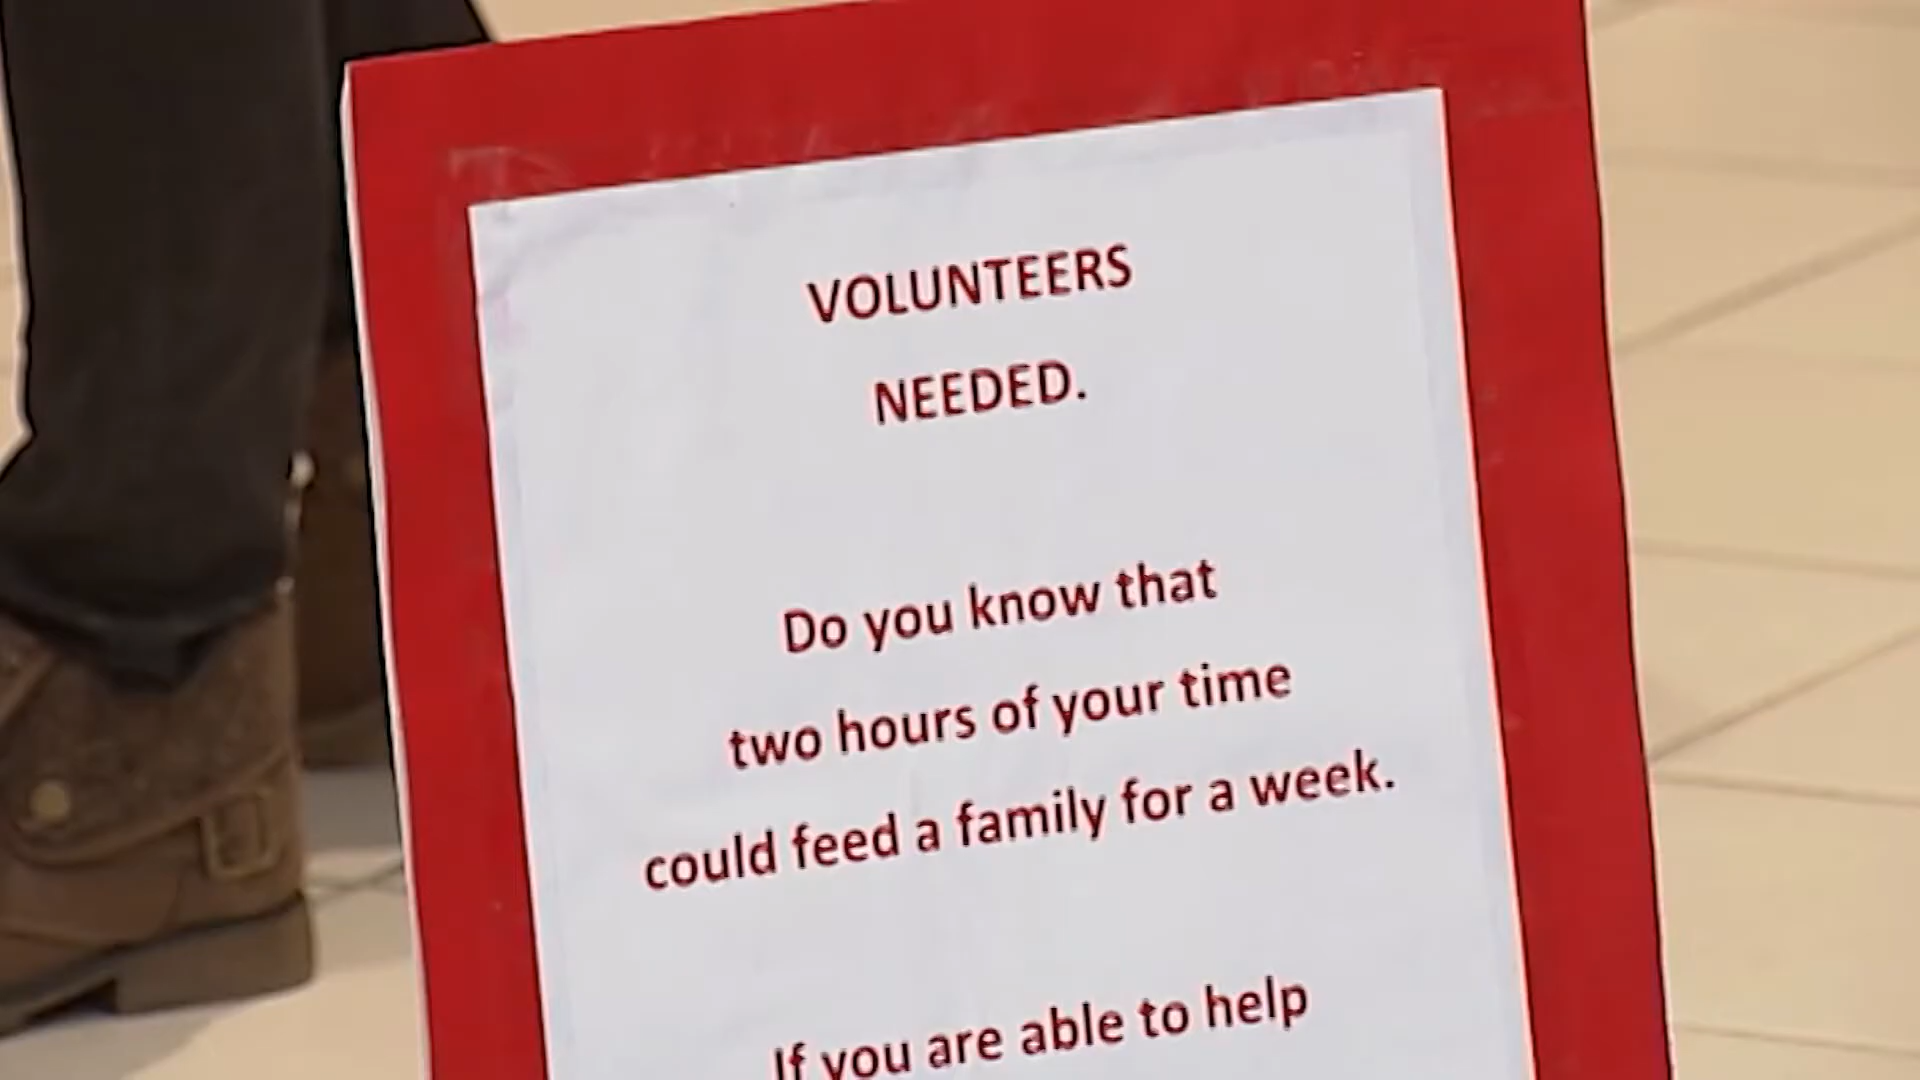 VOLUNTEERS
NEEDED.
Do you know that
two hours of your time
could feed a family for a week.
If you are able to help